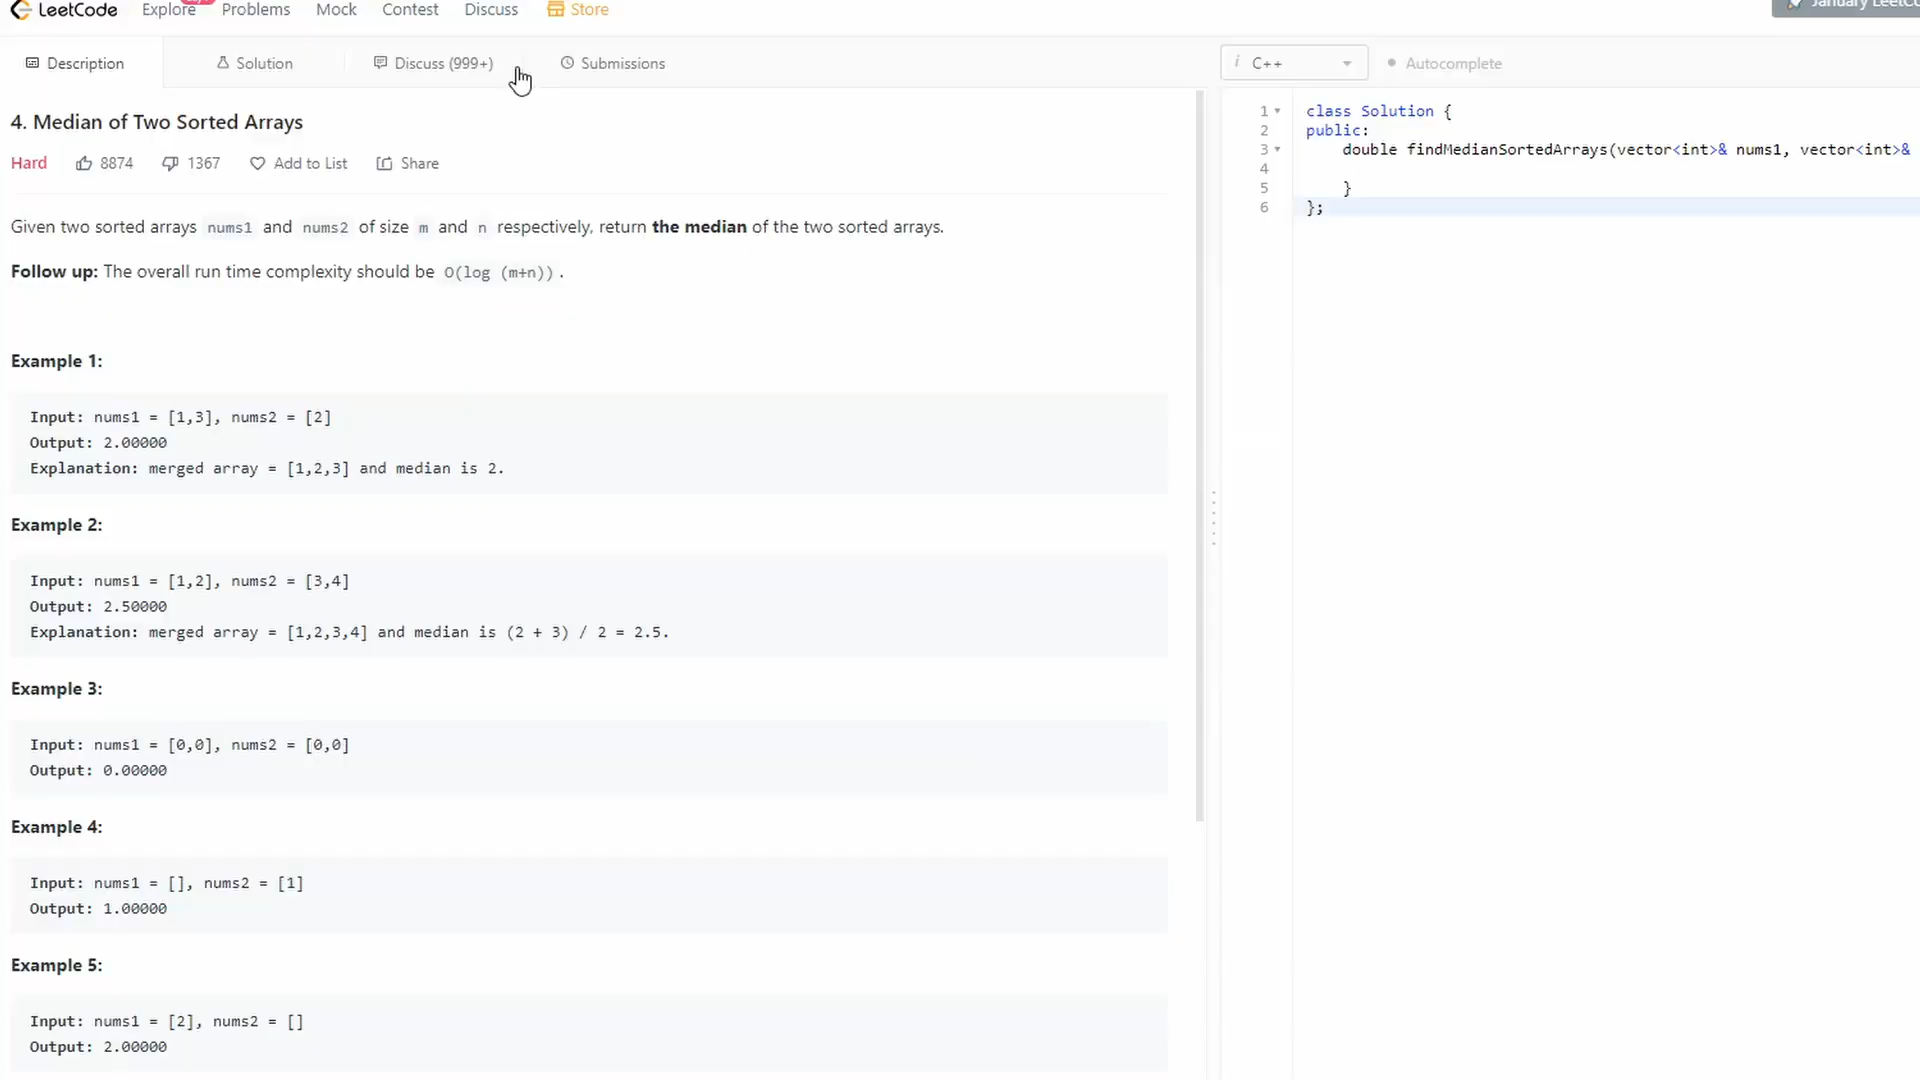 LeetCode Explore Problems Mock Contest Discuss Store
Description Solution Discuss (999+) Submissions
4. Median of Two Sorted Arrays
Hard 8874 1367 Add to List Share
Given two sorted arrays nums1 and nums2 of size m and n respectively, return the median of the two sorted arrays.
Follow up: The overall run time complexity should be O(log (m+n)) .
Example 1:
Input: nums1 = [1,3], nums2 = [2]
Output: 2.00000
Explanation: merged array = [1,2,3] and median is 2.
Example 2:
Input: nums1 = [1,2], nums2 = [3,4]
Output: 2.50000
Explanation: merged array = [1,2,3,4] and median is (2 + 3) / 2 = 2.5.
Example 3:
Input: nums1 = [0,0], nums2 = [0,0]
Output: 0.00000
Example 4:
Input: nums1 = [], nums2 = [1]
Output: 1.00000
Example 5:
Input: nums1 = [2], nums2 = []
Output: 2.00000
January
i C++ Autocomplete
1 class Solution {
2 public:
3 double findMedianSortedArrays(vector<int>& nums1, vector<int>&
4
5 }
6 };